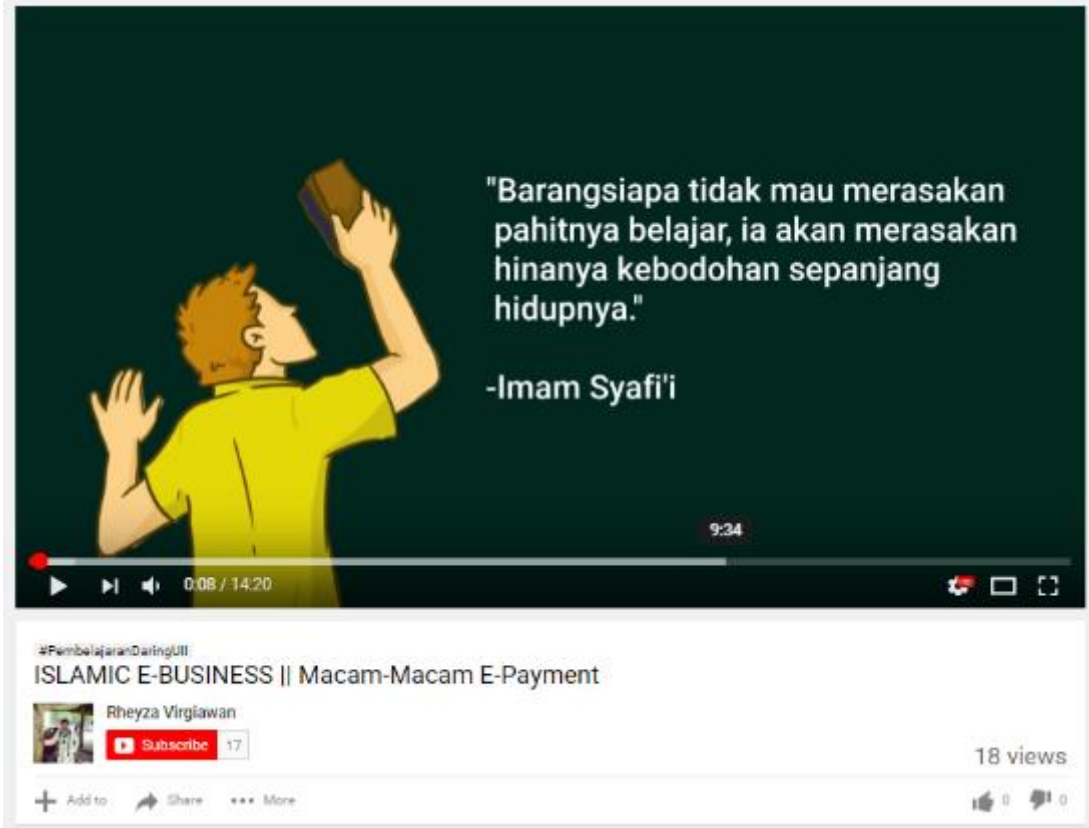 "Barangsiapa tidak mau merasakan
pahitnya belajar, ia akan merasakan
hinanya kebodohan sepanjang
hidupnya."
-Imam Syafi'i
9:34
0:08 / 14:20
#PembelajaranDaringUII
ISLAMIC E-BUSINESS || Macam-Macam E-Payment
Rheyza Virgiawan
Subscribe 17
18 views
Add to Share More
0 0